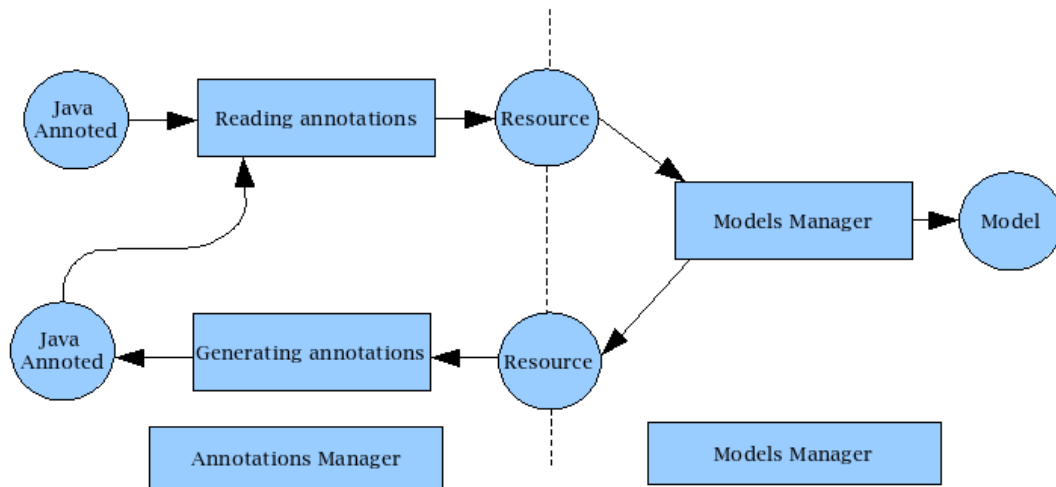 Java
Annoted
Reading annotations
Resource
Models Manager
Model
Java
Annoted
Generating annotations
Resource
Annotations Manager
Models Manager